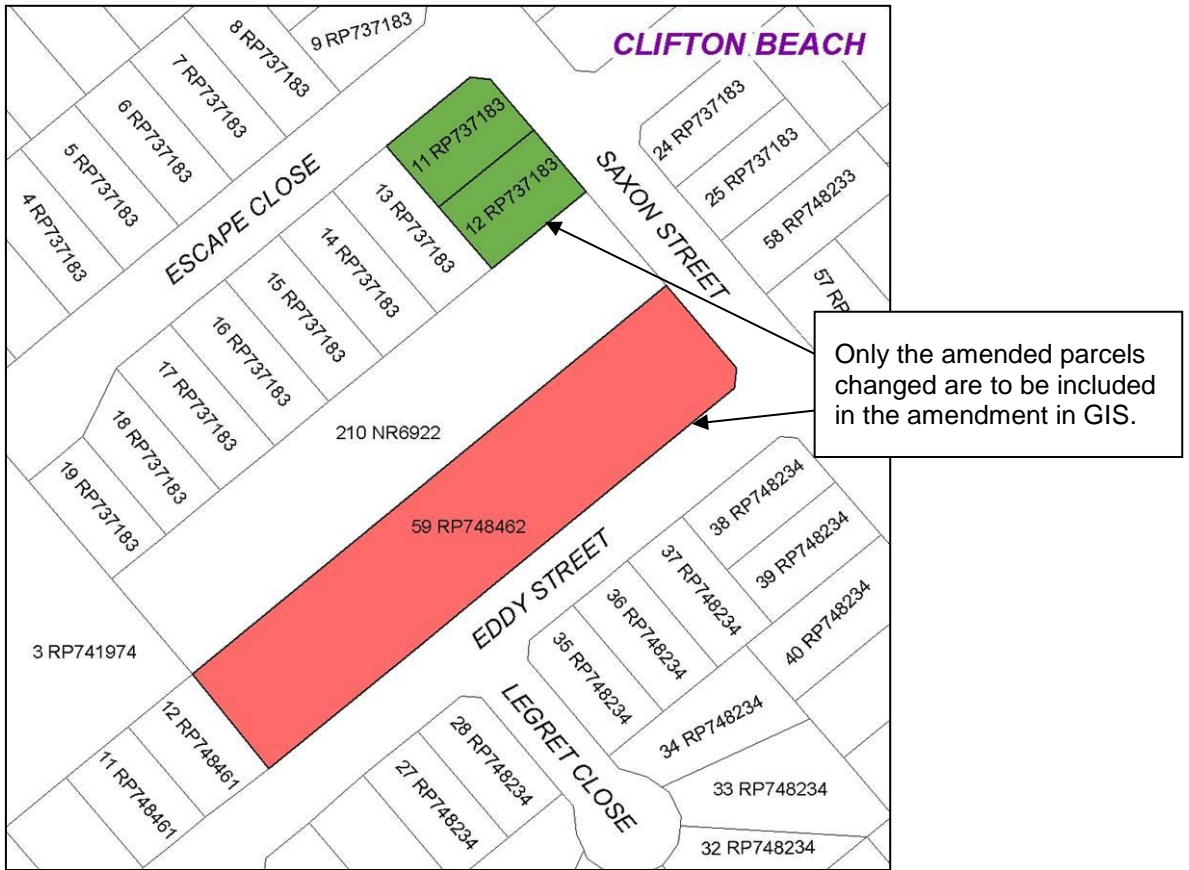 CLIFTON BEACH
9 RP737183
8 RP737183
7 RP737183
6 RP737183
5 RP737183
4 RP737183
ESCAPE CLOSE
11 RP737183
12 RP737183
13 RP737183
14 RP737183
15 RP737183
16 RP737183
17 RP737183
18 RP737183
19 RP737183
SAXON STREET
24 RP737183
25 RP737183
58 RP748233
57 RP
Only the amended parcels
changed are to be included
in the amendment in GIS.
210 NR6922
59 RP748462
3 RP741974
EDDY STREET
12 RP748461
11 RP748461
38 RP748234
39 RP748234
37 RP748234
36 RP748234
35 RP748234
40 RP748234
34 RP748234
33 RP748234
32 RP748234
LEGRET CLOSE
28 RP748234
27 RP748234